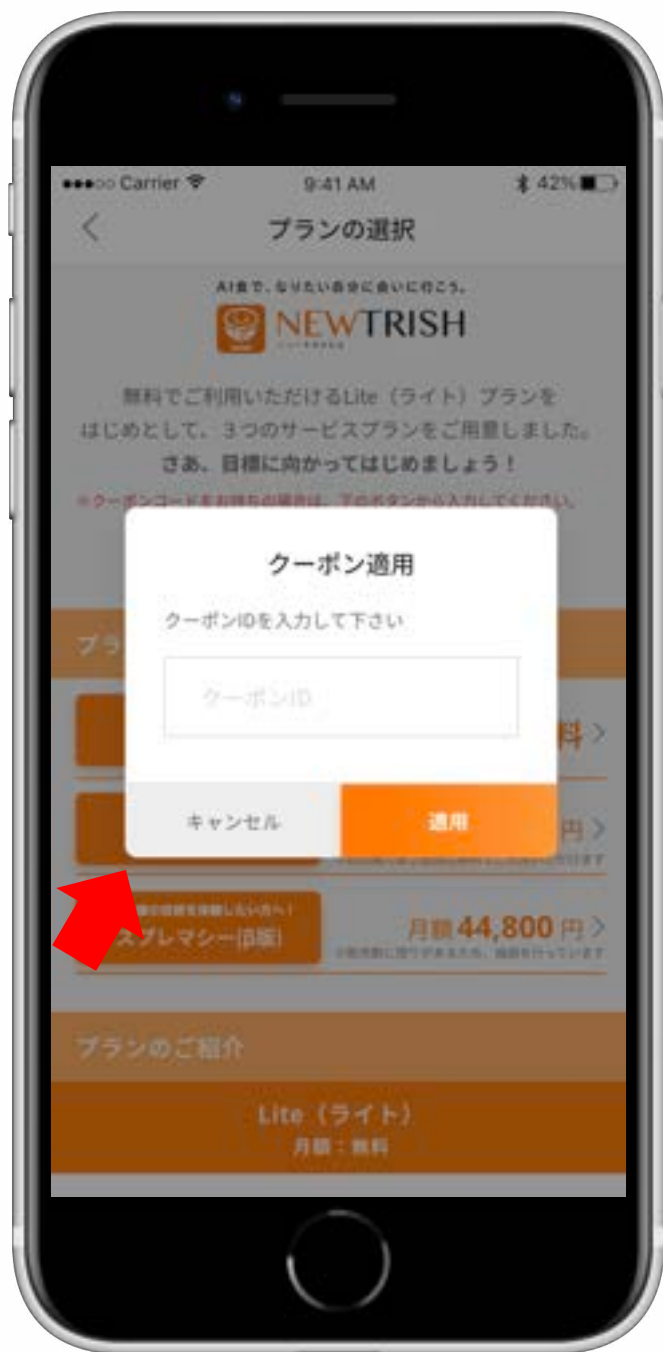 Carrier 9:41 AM 42%
プランの選択
AI食で、なりたい自分に会いに行こう。
NEWTRISH
無料でご利用いただけるLite（ライト）プランを
はじめとして、３つのサービスプランをご用意しました。
さあ、目標に向かってはじめましょう！
※クーポンコードをお持ちの場合は、下のボタンから入力してください。
クーポン適用
クーポンIDを入力して下さい
プラ
クーポンID
料
キャンセル
適用
円
スプレマシー(β版)
月額 44,800 円
プランのご紹介
Lite（ライト）
月額：無料